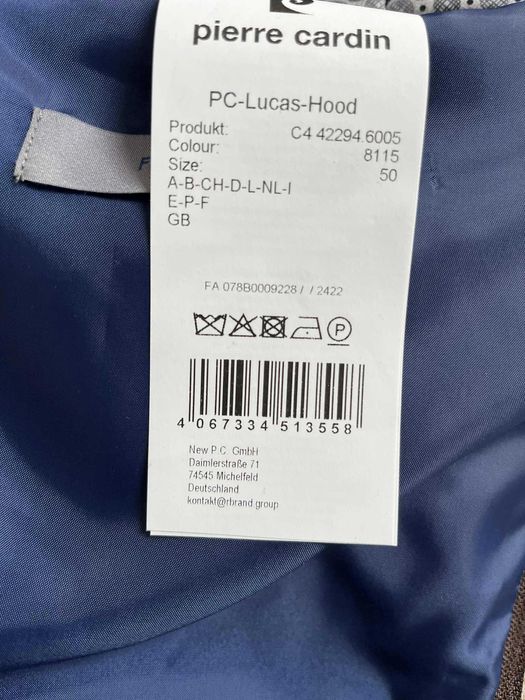 pierre cardin
PC-Lucas-Hood
Produkt: C4 42294.6005
Colour: 8115
Size: 50
A-B-CH-D-L-NL-I
E-P-F
GB
FA 078B0009228 / / 2422
P
4 067334 513558
New P.C. GmbH
Daimlerstraße 71
74545 Michelfeld
Deutschland
kontakt@rbrand.group
F